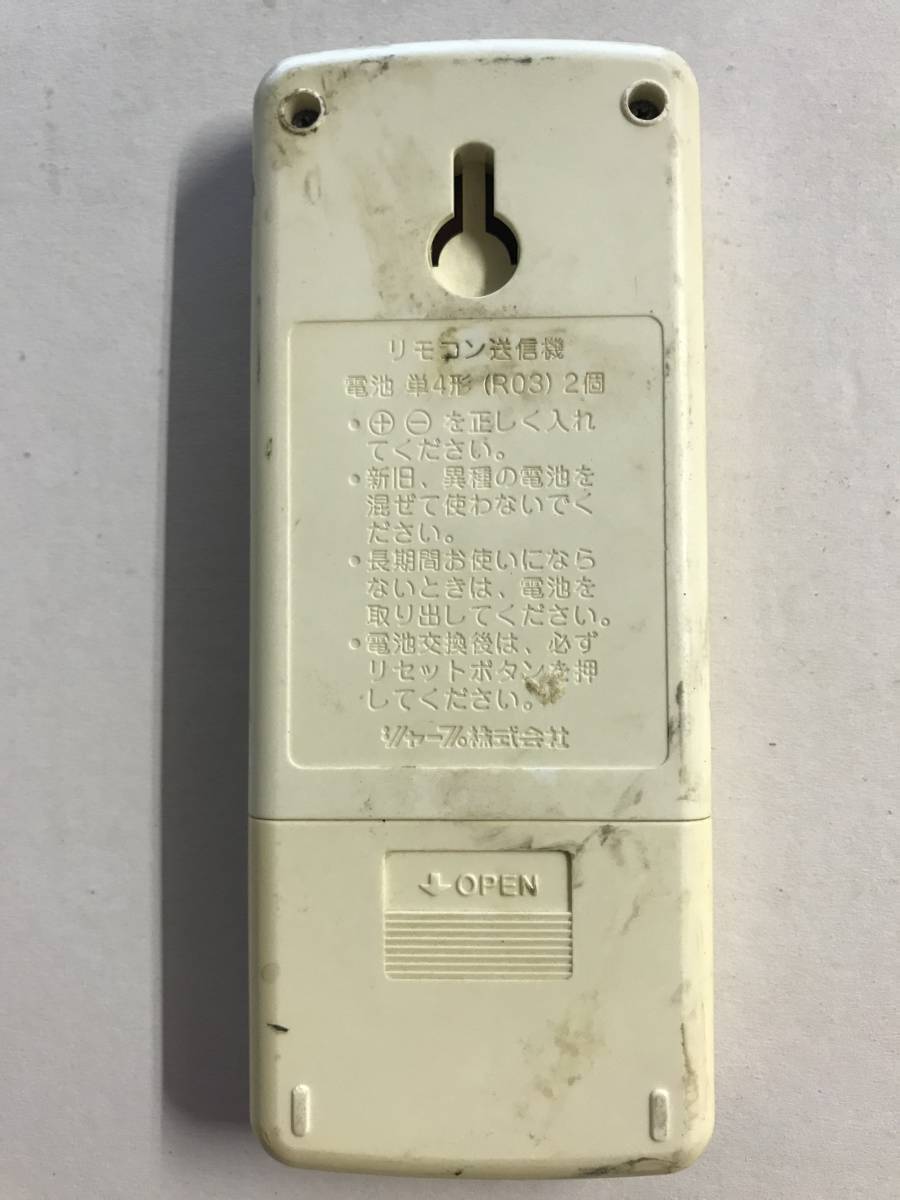 リモコン送信機
電池 単4形 (R03) 2個
• ⊕ ⊖ を正しく入れ
てください。
• 新旧、異種の電池を
混ぜて使わないでく
ださい。
• 長期間お使いになら
ないときは、電池を
取り出してください。
• 電池交換後は、必ず
リセットボタンを押
してください。
シャープ株式会社
OPEN